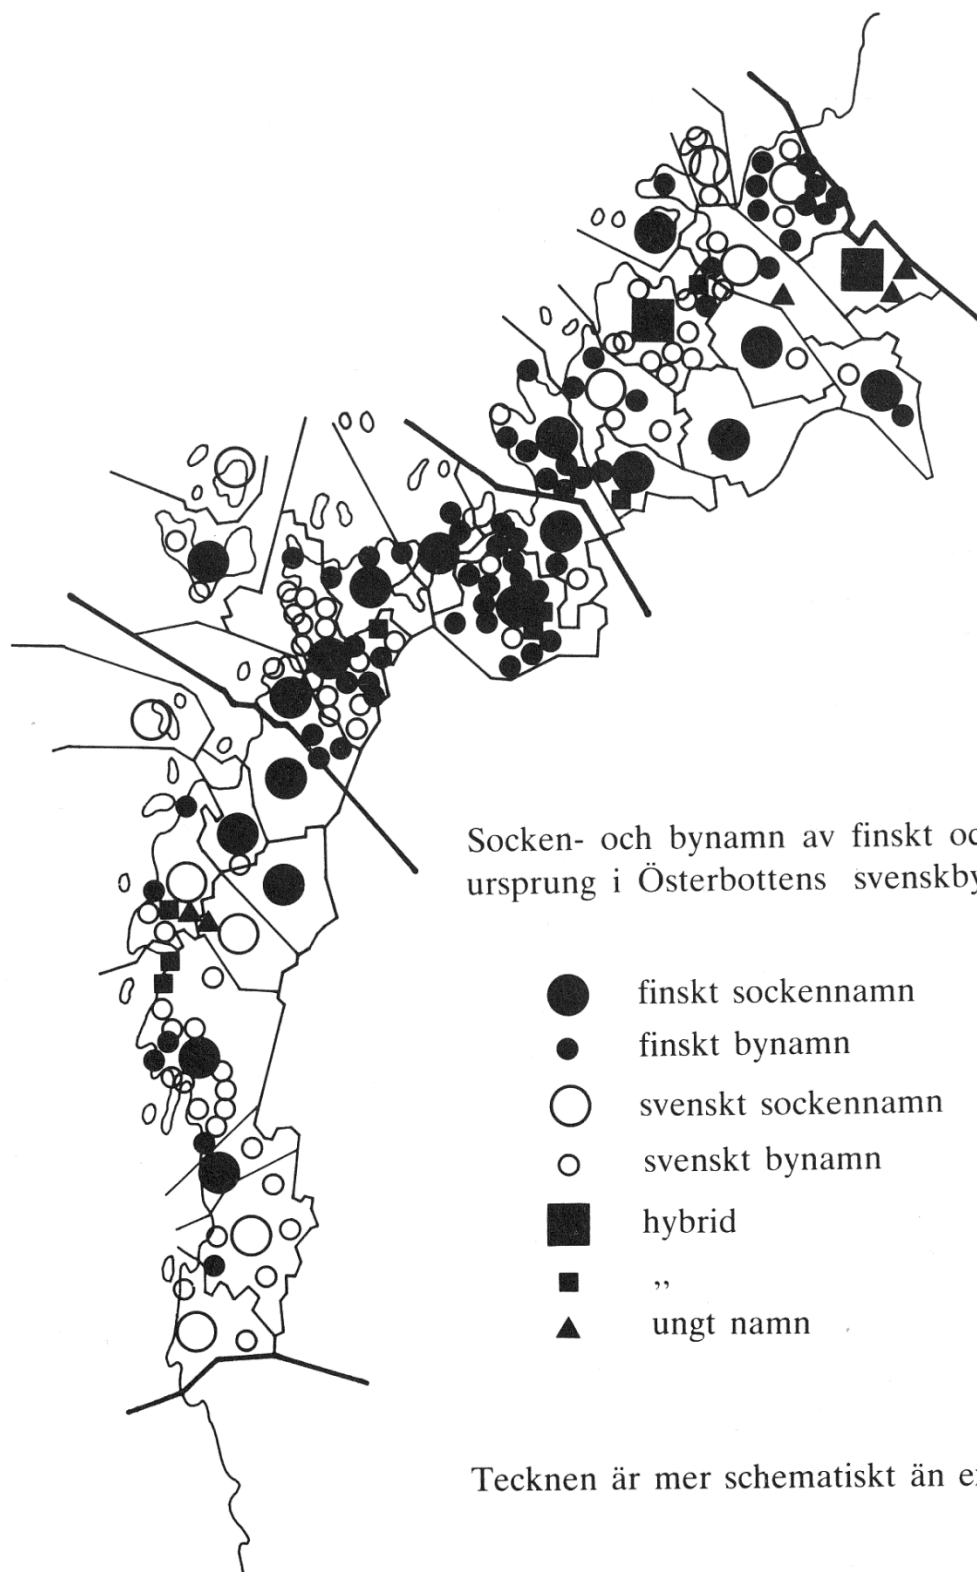 Socken- och bynamn av finskt oc
ursprung i Österbottens svenskby
finskt sockennamn
finskt bynamn
svenskt sockennamn
svenskt bynamn
hybrid
,,
ungt namn
Tecknen är mer schematiskt än